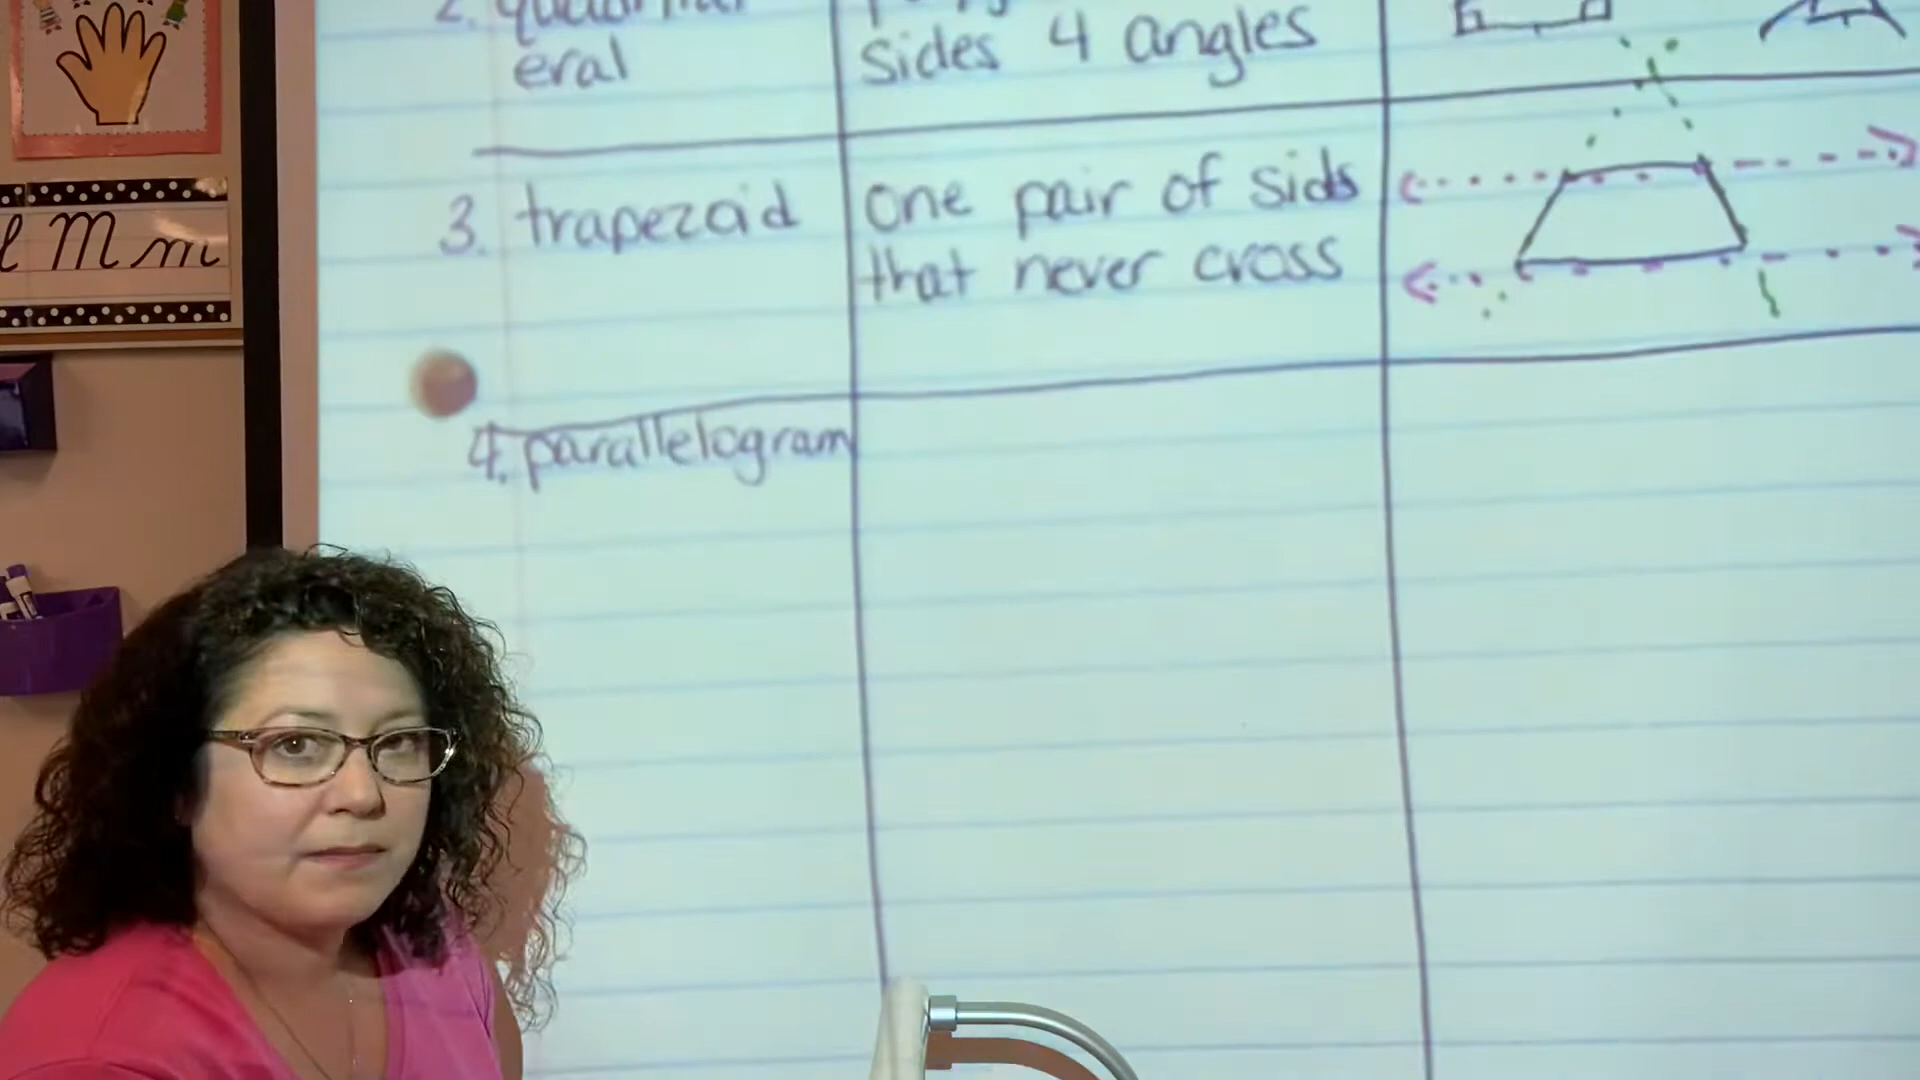 2. quadrilat
eral
sides 4 angles
3. trapezoid
one pair of sids
that never cross
4. parallelogram
M m